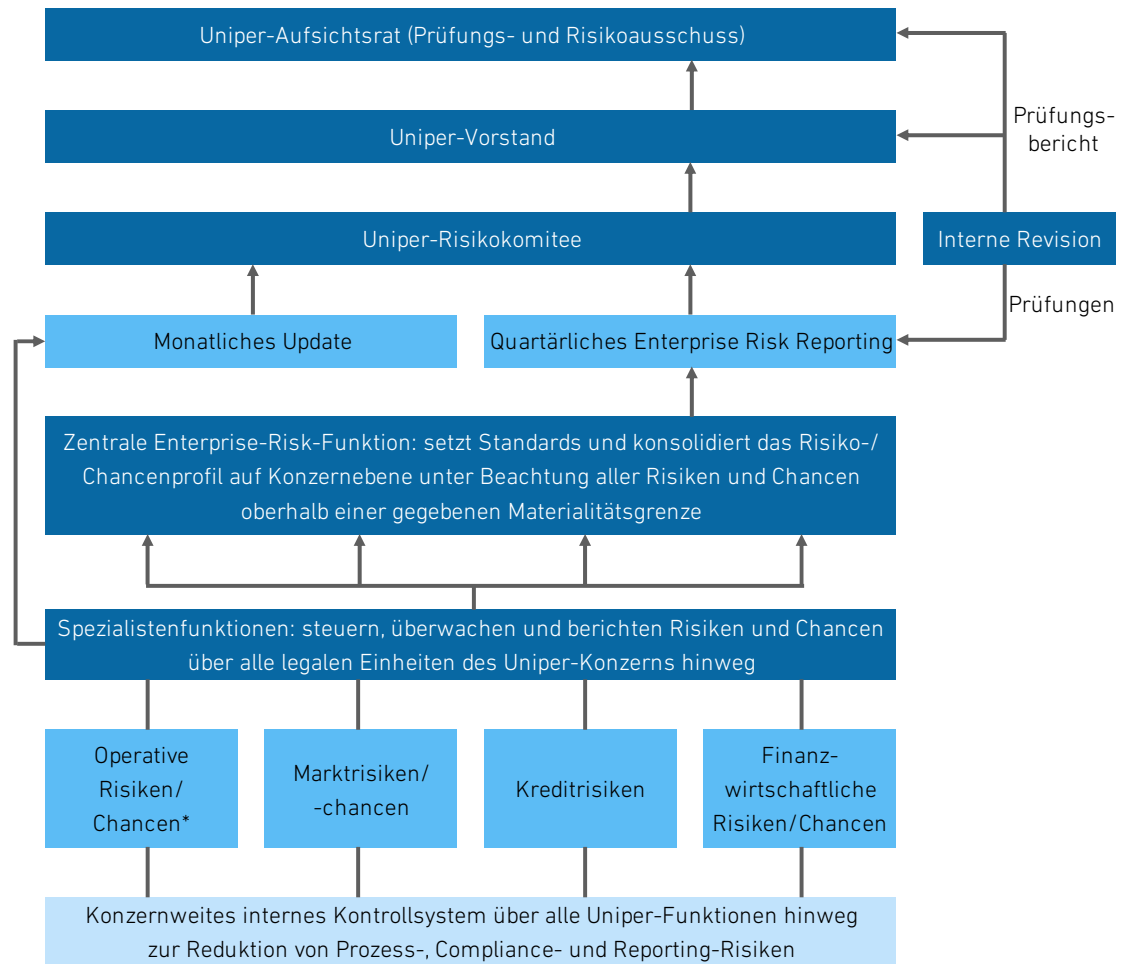 Uniper-Aufsichtsrat (Prüfungs- und Risikoausschuss)
Uniper-Vorstand
Prüfungs-
bericht
Uniper-Risikokomitee
Interne Revision
Prüfungen
Monatliches Update
Quartärliches Enterprise Risk Reporting
Zentrale Enterprise-Risk-Funktion: setzt Standards und konsolidiert das Risiko-/
Chancenprofil auf Konzernebene unter Beachtung aller Risiken und Chancen
oberhalb einer gegebenen Materialitätsgrenze
Spezialistenfunktionen: steuern, überwachen und berichten Risiken und Chancen
über alle legalen Einheiten des Uniper-Konzerns hinweg
Operative
Risiken/
Chancen*
Marktrisiken/
-chancen
Kreditrisiken
Finanz-
wirtschaftliche
Risiken/Chancen
Konzernweites internes Kontrollsystem über alle Uniper-Funktionen hinweg
zur Reduktion von Prozess-, Compliance- und Reporting-Risiken